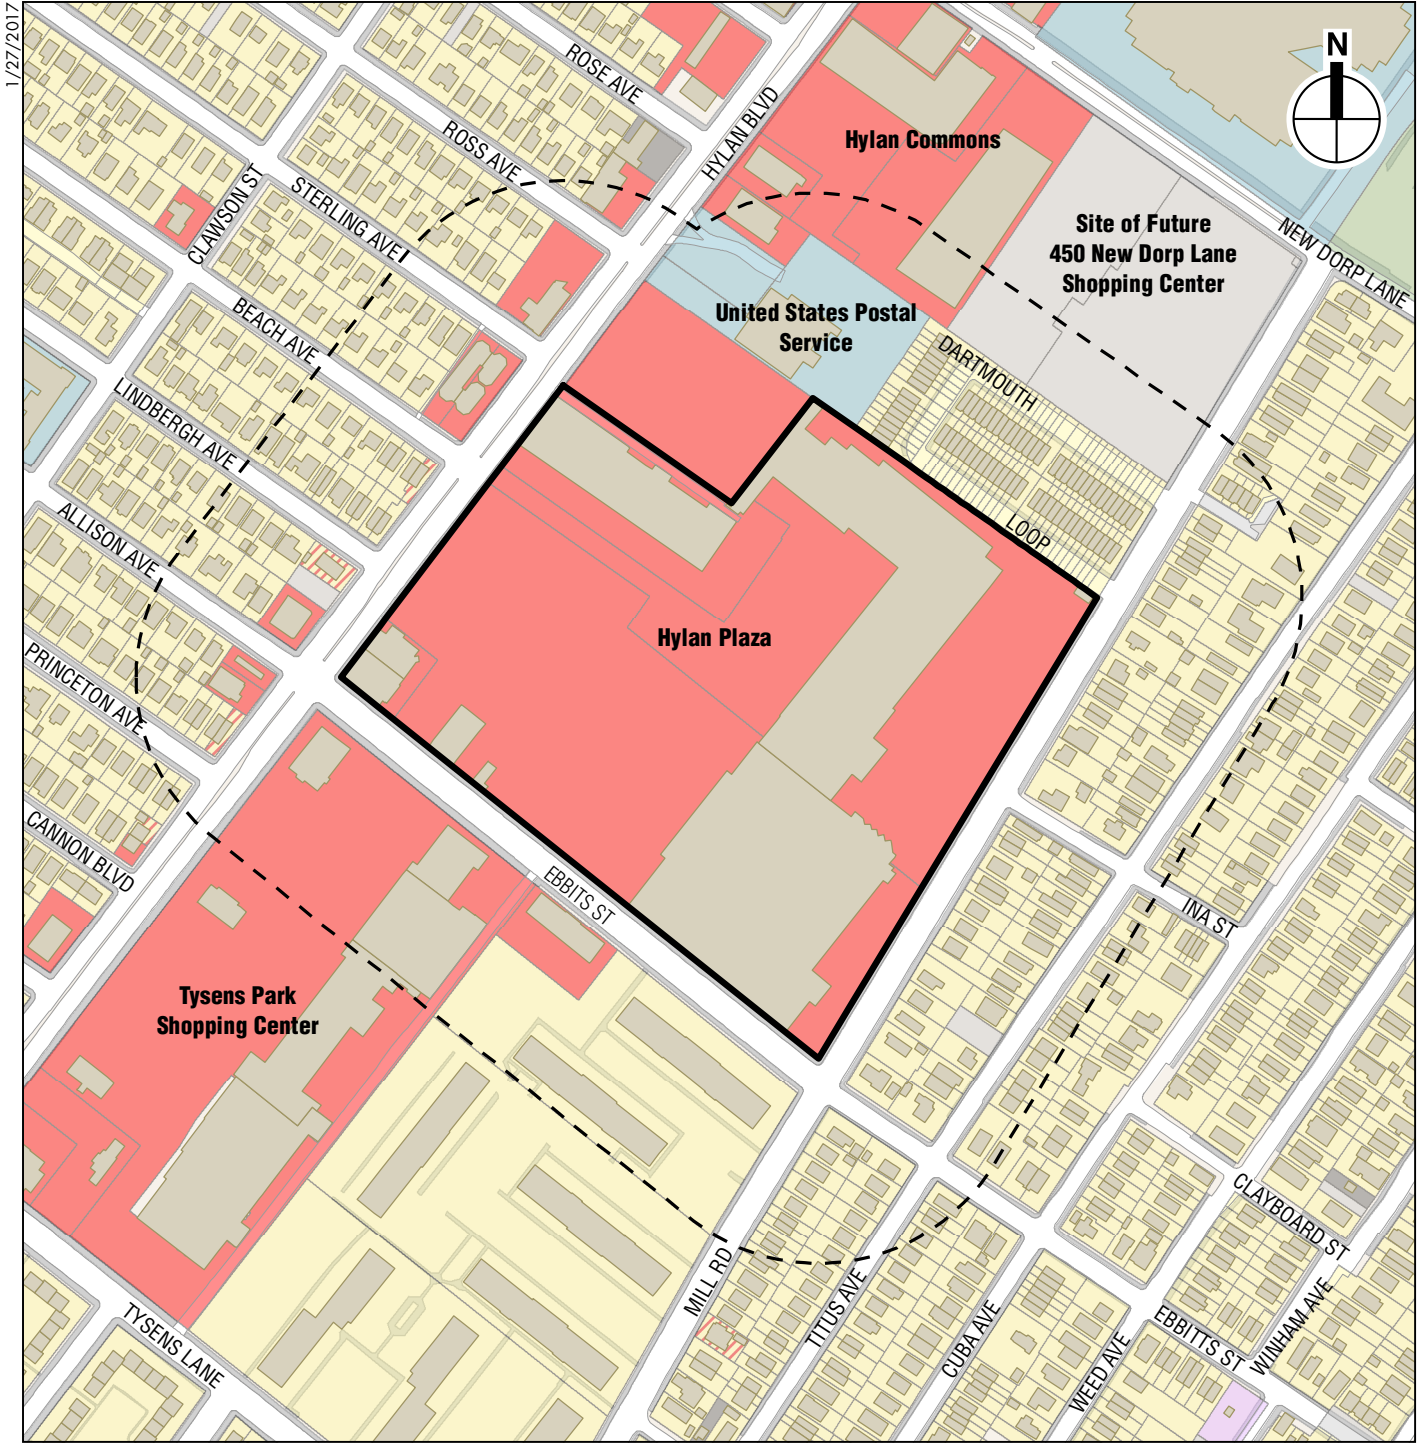 1/27/2017
N
ROSE AVE
HYLAN BLVD
ROSS AVE
Hylan Commons
CLAWSON ST
STERLING AVE
Site of Future
450 New Dorp Lane
Shopping Center
NEW DORP LANE
BEACH AVE
United States Postal
Service
DARTMOUTH
LINDBERGH AVE
LOOP
ALLISON AVE
Hylan Plaza
PRINCETON AVE
CANNON BLVD
EBBITS ST
INA ST
Tysens Park
Shopping Center
CLAYBOARD ST
MILL RD
TITUS AVE
CUBA AVE
WEED AVE
EBBITTS ST
WINHAM AVE
TYSENS LANE